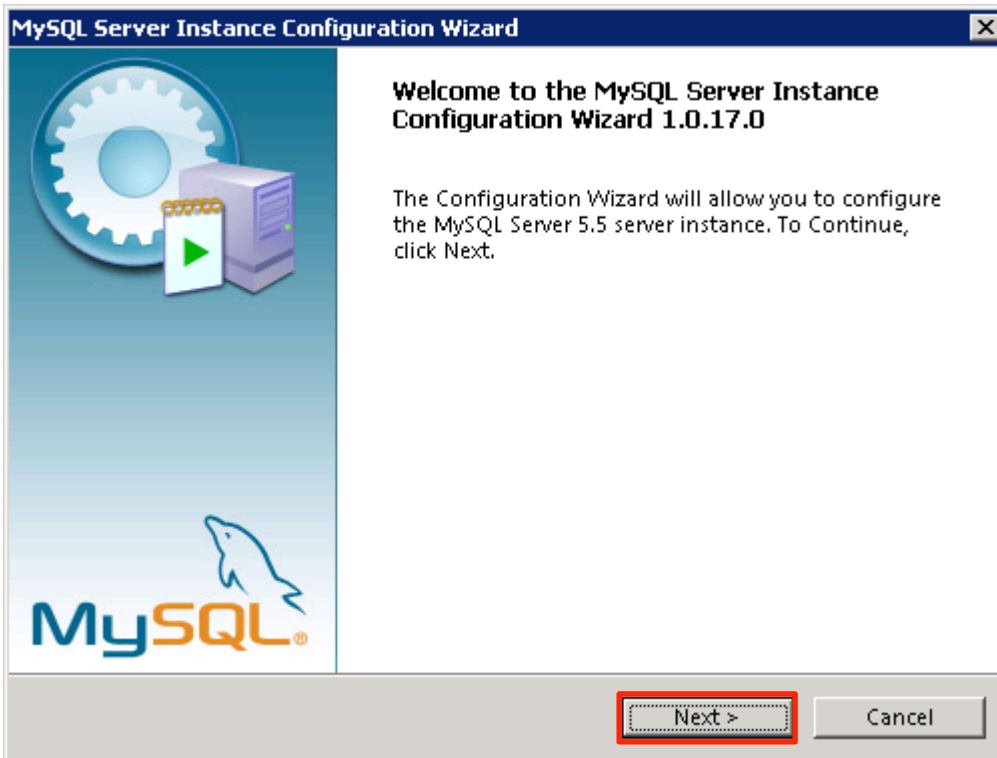 MySQL Server Instance Configuration Wizard
Welcome to the MySQL Server Instance
Configuration Wizard 1.0.17.0
The Configuration Wizard will allow you to configure
the MySQL Server 5.5 server instance. To Continue,
click Next.
MySQL®
Next >
Cancel